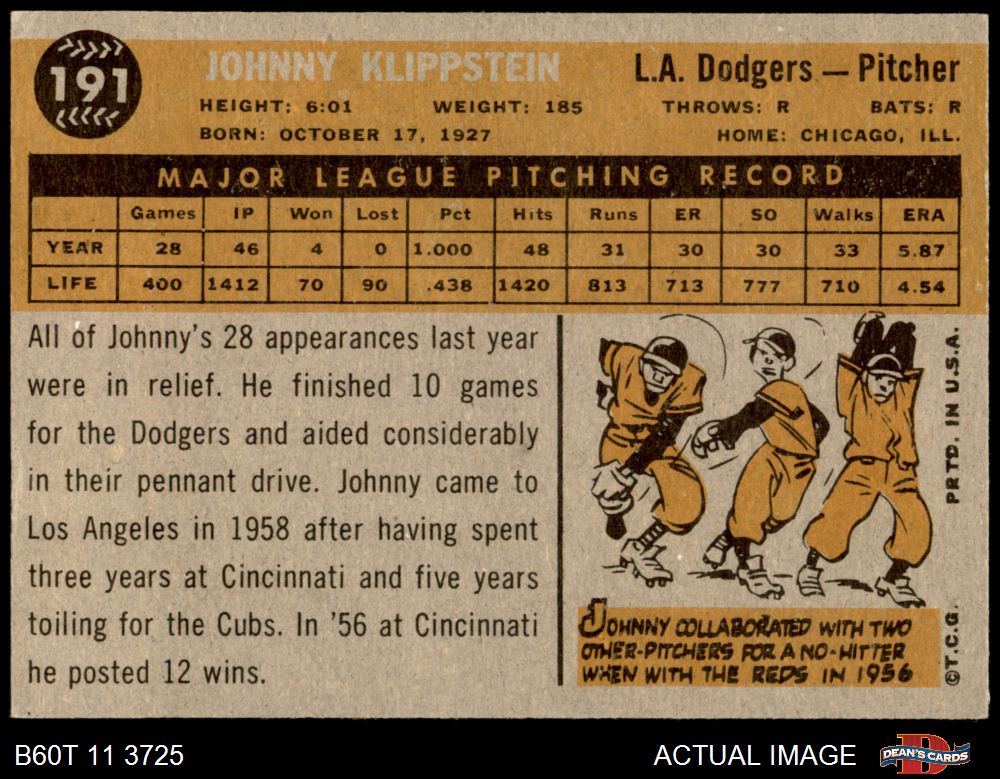 191
JOHNNY KLIPPSTEIN
L.A. Dodgers — Pitcher
HEIGHT: 6:01 WEIGHT: 185 THROWS: R BATS: R
BORN: OCTOBER 17, 1927 HOME: CHICAGO, ILL.
MAJOR LEAGUE PITCHING RECORD
Games IP Won Lost Pct Hits Runs ER SO Walks ERA
YEAR 28 46 4 0 1.000 48 31 30 30 33 5.87
LIFE 400 1412 70 90 .438 1420 813 713 777 710 4.54
All of Johnny's 28 appearances last year
were in relief. He finished 10 games
for the Dodgers and aided considerably
in their pennant drive. Johnny came to
Los Angeles in 1958 after having spent
three years at Cincinnati and five years
toiling for the Cubs. In '56 at Cincinnati
he posted 12 wins.
JOHNNY COLLABORATED WITH TWO
OTHER-PITCHERS FOR A NO-HITTER
WHEN WITH THE REDS IN 1956
©T.C.G. PRTD. IN U.S.A.
B60T 11 3725
ACTUAL IMAGE
DEAN'S CARDS